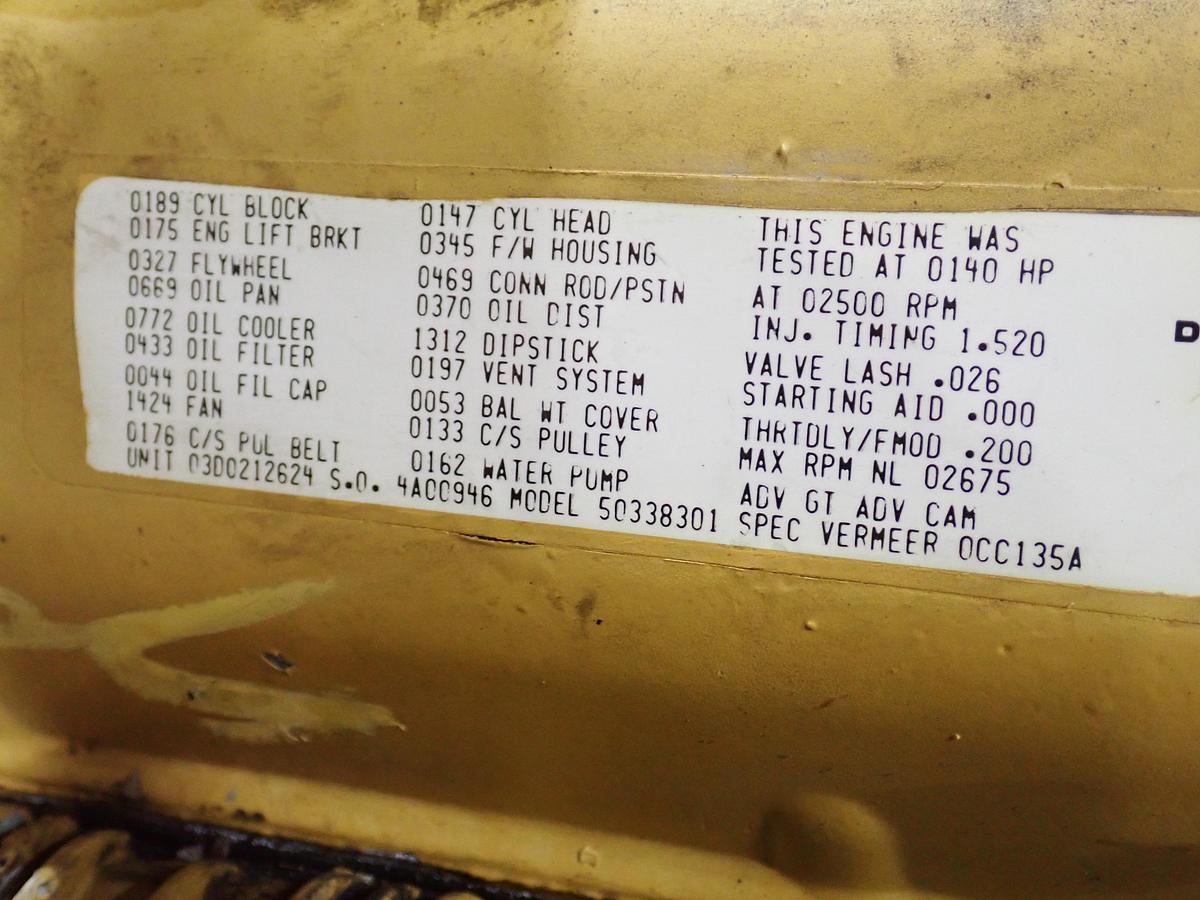 0189 CYL BLOCK 0147 CYL HEAD THIS ENGINE WAS
0175 ENG LIFT BRKT 0345 F/W HOUSING TESTED AT 0140 HP
0327 FLYWHEEL 0469 CONN ROD/PSTN AT 02500 RPM
0669 OIL PAN 0370 OIL DIST INJ. TIMING 1.520
0772 OIL COOLER 1312 DIPSTICK VALVE LASH .026
0433 OIL FILTER 0197 VENT SYSTEM STARTING AID .000
0044 OIL FIL CAP 0053 BAL WT COVER THRTDLY/FMOD .200
1424 FAN 0133 C/S PULLEY MAX RPM NL 02675
0176 C/S PUL BELT 0162 WATER PUMP ADV GT ADV CAM
UNIT 03D0212624 S.O. 4A00946 MODEL 50338301 SPEC VERMEER OCC135A
D